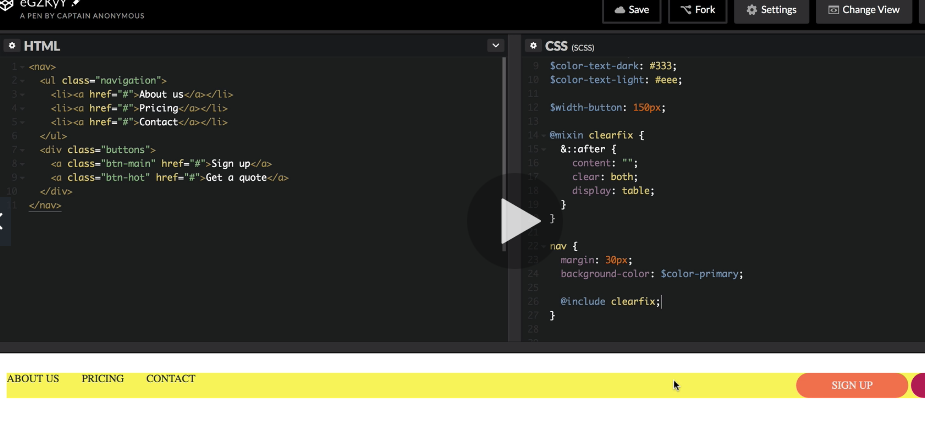 eGZKyY
A PEN BY CAPTAIN ANONYMOUS
Save
Fork
Settings
Change View
HTML
1 <nav>
2 <ul class="navigation">
3 <li><a href="#">About us</a></li>
4 <li><a href="#">Pricing</a></li>
5 <li><a href="#">Contact</a></li>
6 </ul>
7 <div class="buttons">
8 <a class="btn-main" href="#">Sign up</a>
9 <a class="btn-hot" href="#">Get a quote</a>
10 </div>
</nav>
CSS (SCSS)
9 $color-text-dark: #333;
10 $color-text-light: #eee;
11
12 $width-button: 150px;
13
14 @mixin clearfix {
15 &::after {
16 content: "";
17 clear: both;
18 display: table;
19 }
}
22 nav {
23 margin: 30px;
24 background-color: $color-primary;
25
26 @include clearfix;
27 }
28
ABOUT US PRICING CONTACT SIGN UP